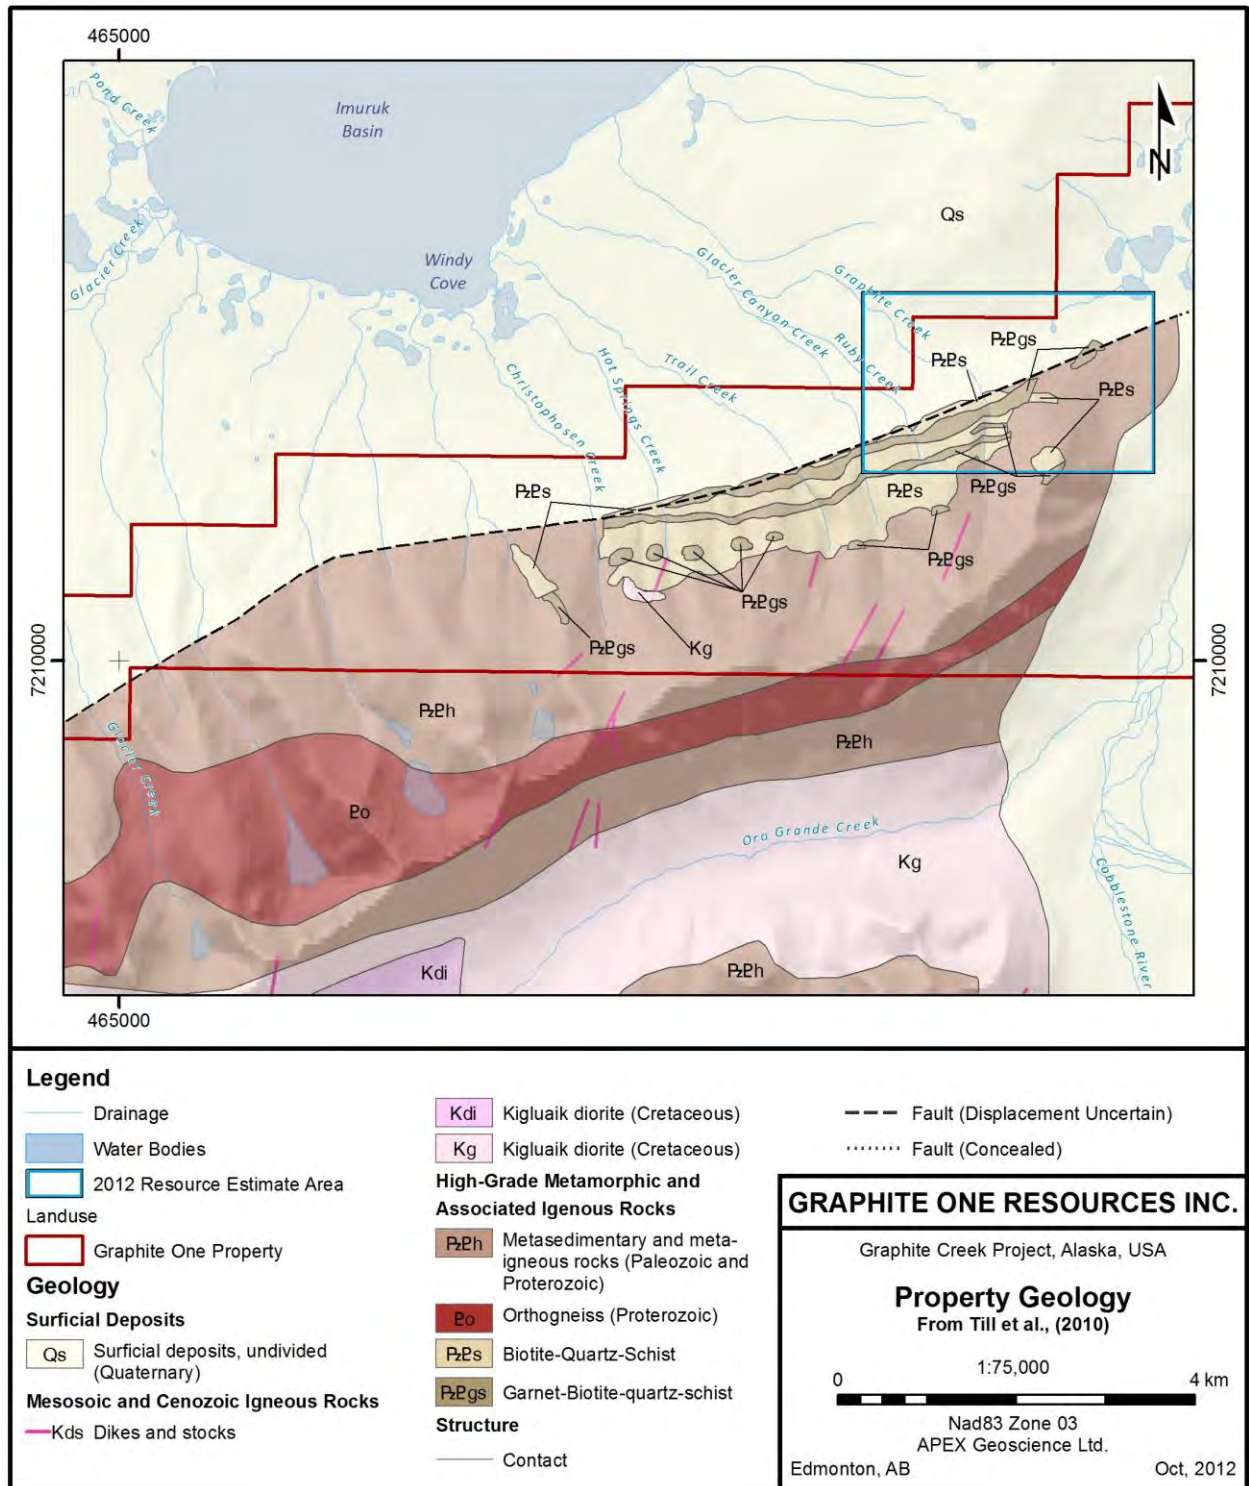 465000
Pond Creek
Imuruk
Basin
N
Qs
Glacier Creek
Windy
Cove
Glacier Canyon Creek
Graphite Creek
Ruby Creek
Trail Creek
Hot Springs Creek
Christophosen Creek
PzPgs
PzPs
PzPs
PzPs
PzPs
PzPgs
PzPgs
PzPgs
PzPgs
Kg
7210000
7210000
PzPh
Glacier Creek
PzPh
Po
Oro Grande Creek
Kg
Cobblestone River
Kdi
PzPh
465000
Legend
Drainage
Water Bodies
2012 Resource Estimate Area
Landuse
Graphite One Property
Geology
Surficial Deposits
Qs Surficial deposits, undivided
(Quaternary)
Mesosoic and Cenozoic Igneous Rocks
Kds Dikes and stocks
Kdi Kigluaik diorite (Cretaceous)
Kg Kigluaik diorite (Cretaceous)
High-Grade Metamorphic and
Associated Igenous Rocks
PzPh Metasedimentary and meta-
igneous rocks (Paleozoic and
Proterozoic)
Po Orthogneiss (Proterozoic)
PzPs Biotite-Quartz-Schist
PzPgs Garnet-Biotite-quartz-schist
Structure
Contact
Fault (Displacement Uncertain)
Fault (Concealed)
GRAPHITE ONE RESOURCES INC.
Graphite Creek Project, Alaska, USA
Property Geology
From Till et al., (2010)
1:75,000
0 4 km
Nad83 Zone 03
APEX Geoscience Ltd.
Edmonton, AB Oct, 2012